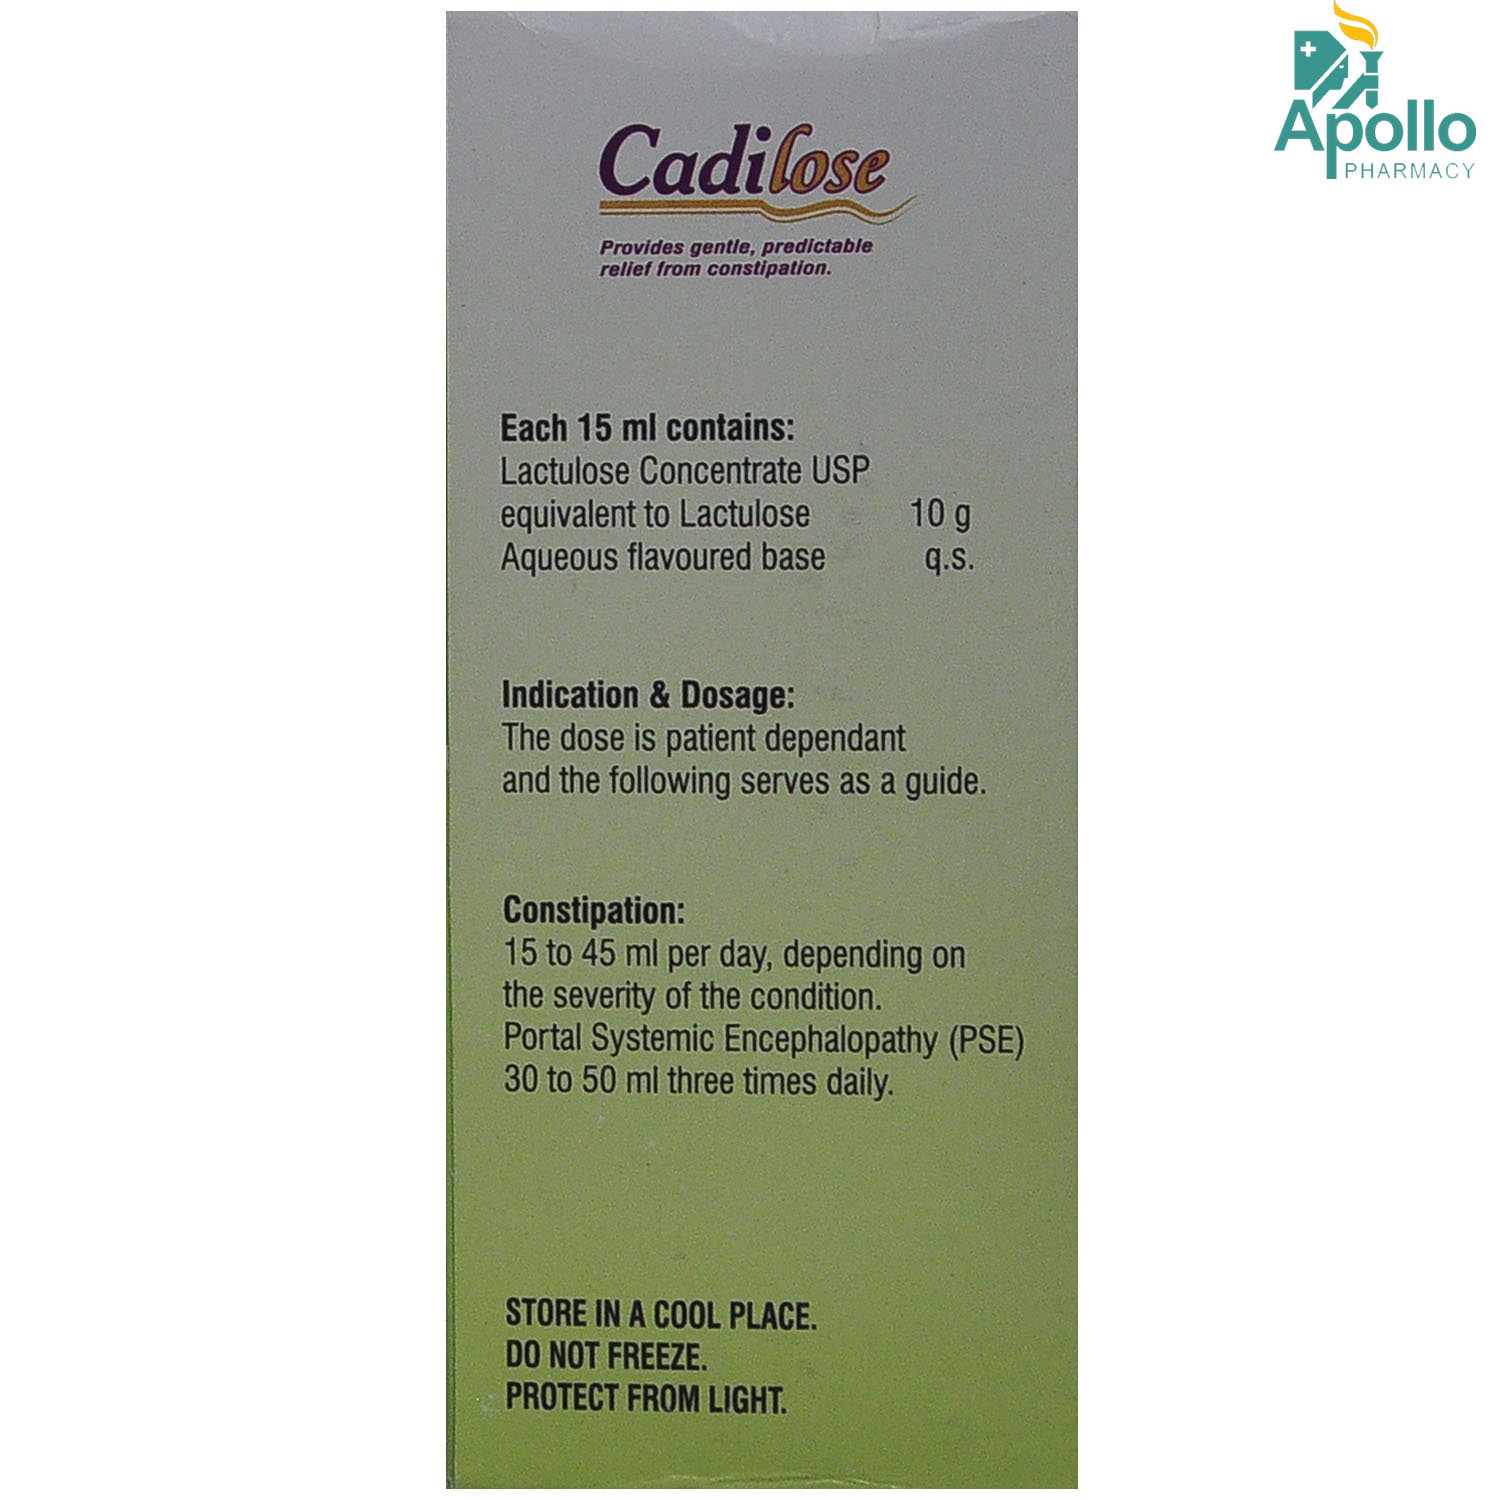 Apollo
PHARMACY
Cadilose
Provides gentle, predictable
relief from constipation.
Each 15 ml contains:
Lactulose Concentrate USP
equivalent to Lactulose 10 g
Aqueous flavoured base q.s.
Indication & Dosage:
The dose is patient dependant
and the following serves as a guide.
Constipation:
15 to 45 ml per day, depending on
the severity of the condition.
Portal Systemic Encephalopathy (PSE)
30 to 50 ml three times daily.
STORE IN A COOL PLACE.
DO NOT FREEZE.
PROTECT FROM LIGHT.